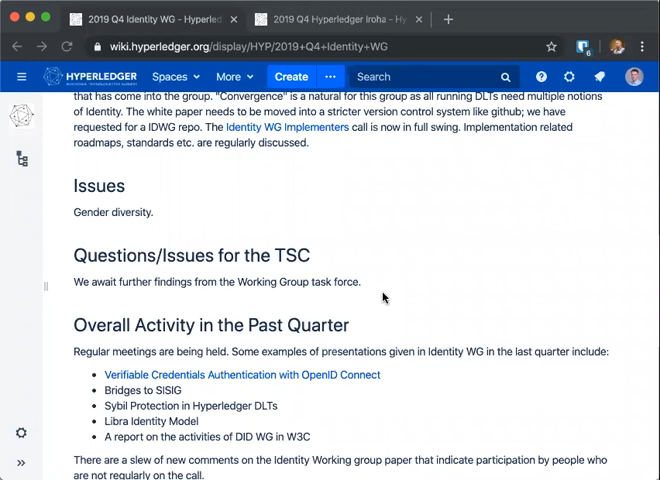 2019 Q4 Identity WG - Hyperled
2019 Q4 Hyperledger Iroha - Hy
wiki.hyperledger.org/display/HYP/2019+Q4+Identity+WG
6
HYPERLEDGER
Spaces
More
Create
Search
that has come into the group. "Convergence" is a natural for this group as all running DLTs need multiple notions
of Identity. The white paper needs to be moved into a stricter version control system like github; we have
requested for a IDWG repo. The Identity WG Implementers call is now in full swing. Implementation related
roadmaps, standards etc. are regularly discussed.
Issues
Gender diversity.
Questions/Issues for the TSC
We await further findings from the Working Group task force.
Overall Activity in the Past Quarter
Regular meetings are being held. Some examples of presentations given in Identity WG in the last quarter include:
Verifiable Credentials Authentication with OpenID Connect
Bridges to SISIG
Sybil Protection in Hyperledger DLTs
Libra Identity Model
A report on the activities of DID WG in W3C
There are a slew of new comments on the Identity Working group paper that indicate participation by people who
are not regularly on the call.